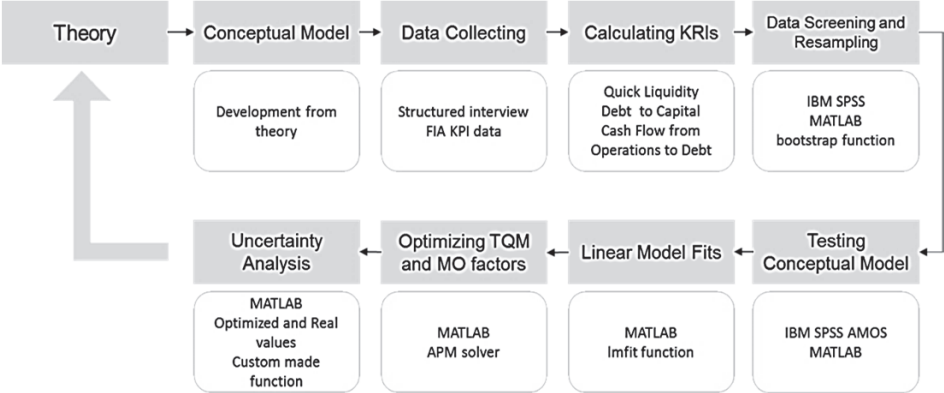 Theory
Conceptual Model
Development from
theory
Data Collecting
Structured interview
FIA KPI data
Calculating KRIs
Quick Liquidity
Debt to Capital
Cash Flow from
Operations to Debt
Data Screening and
Resampling
IBM SPSS
MATLAB
bootstrap function
Testing
Conceptual Model
IBM SPSS AMOS
MATLAB
Linear Model Fits
MATLAB
lmfit function
Optimizing TQM
and MO factors
MATLAB
APM solver
Uncertainty
Analysis
MATLAB
Optimized and Real
values
Custom made
function